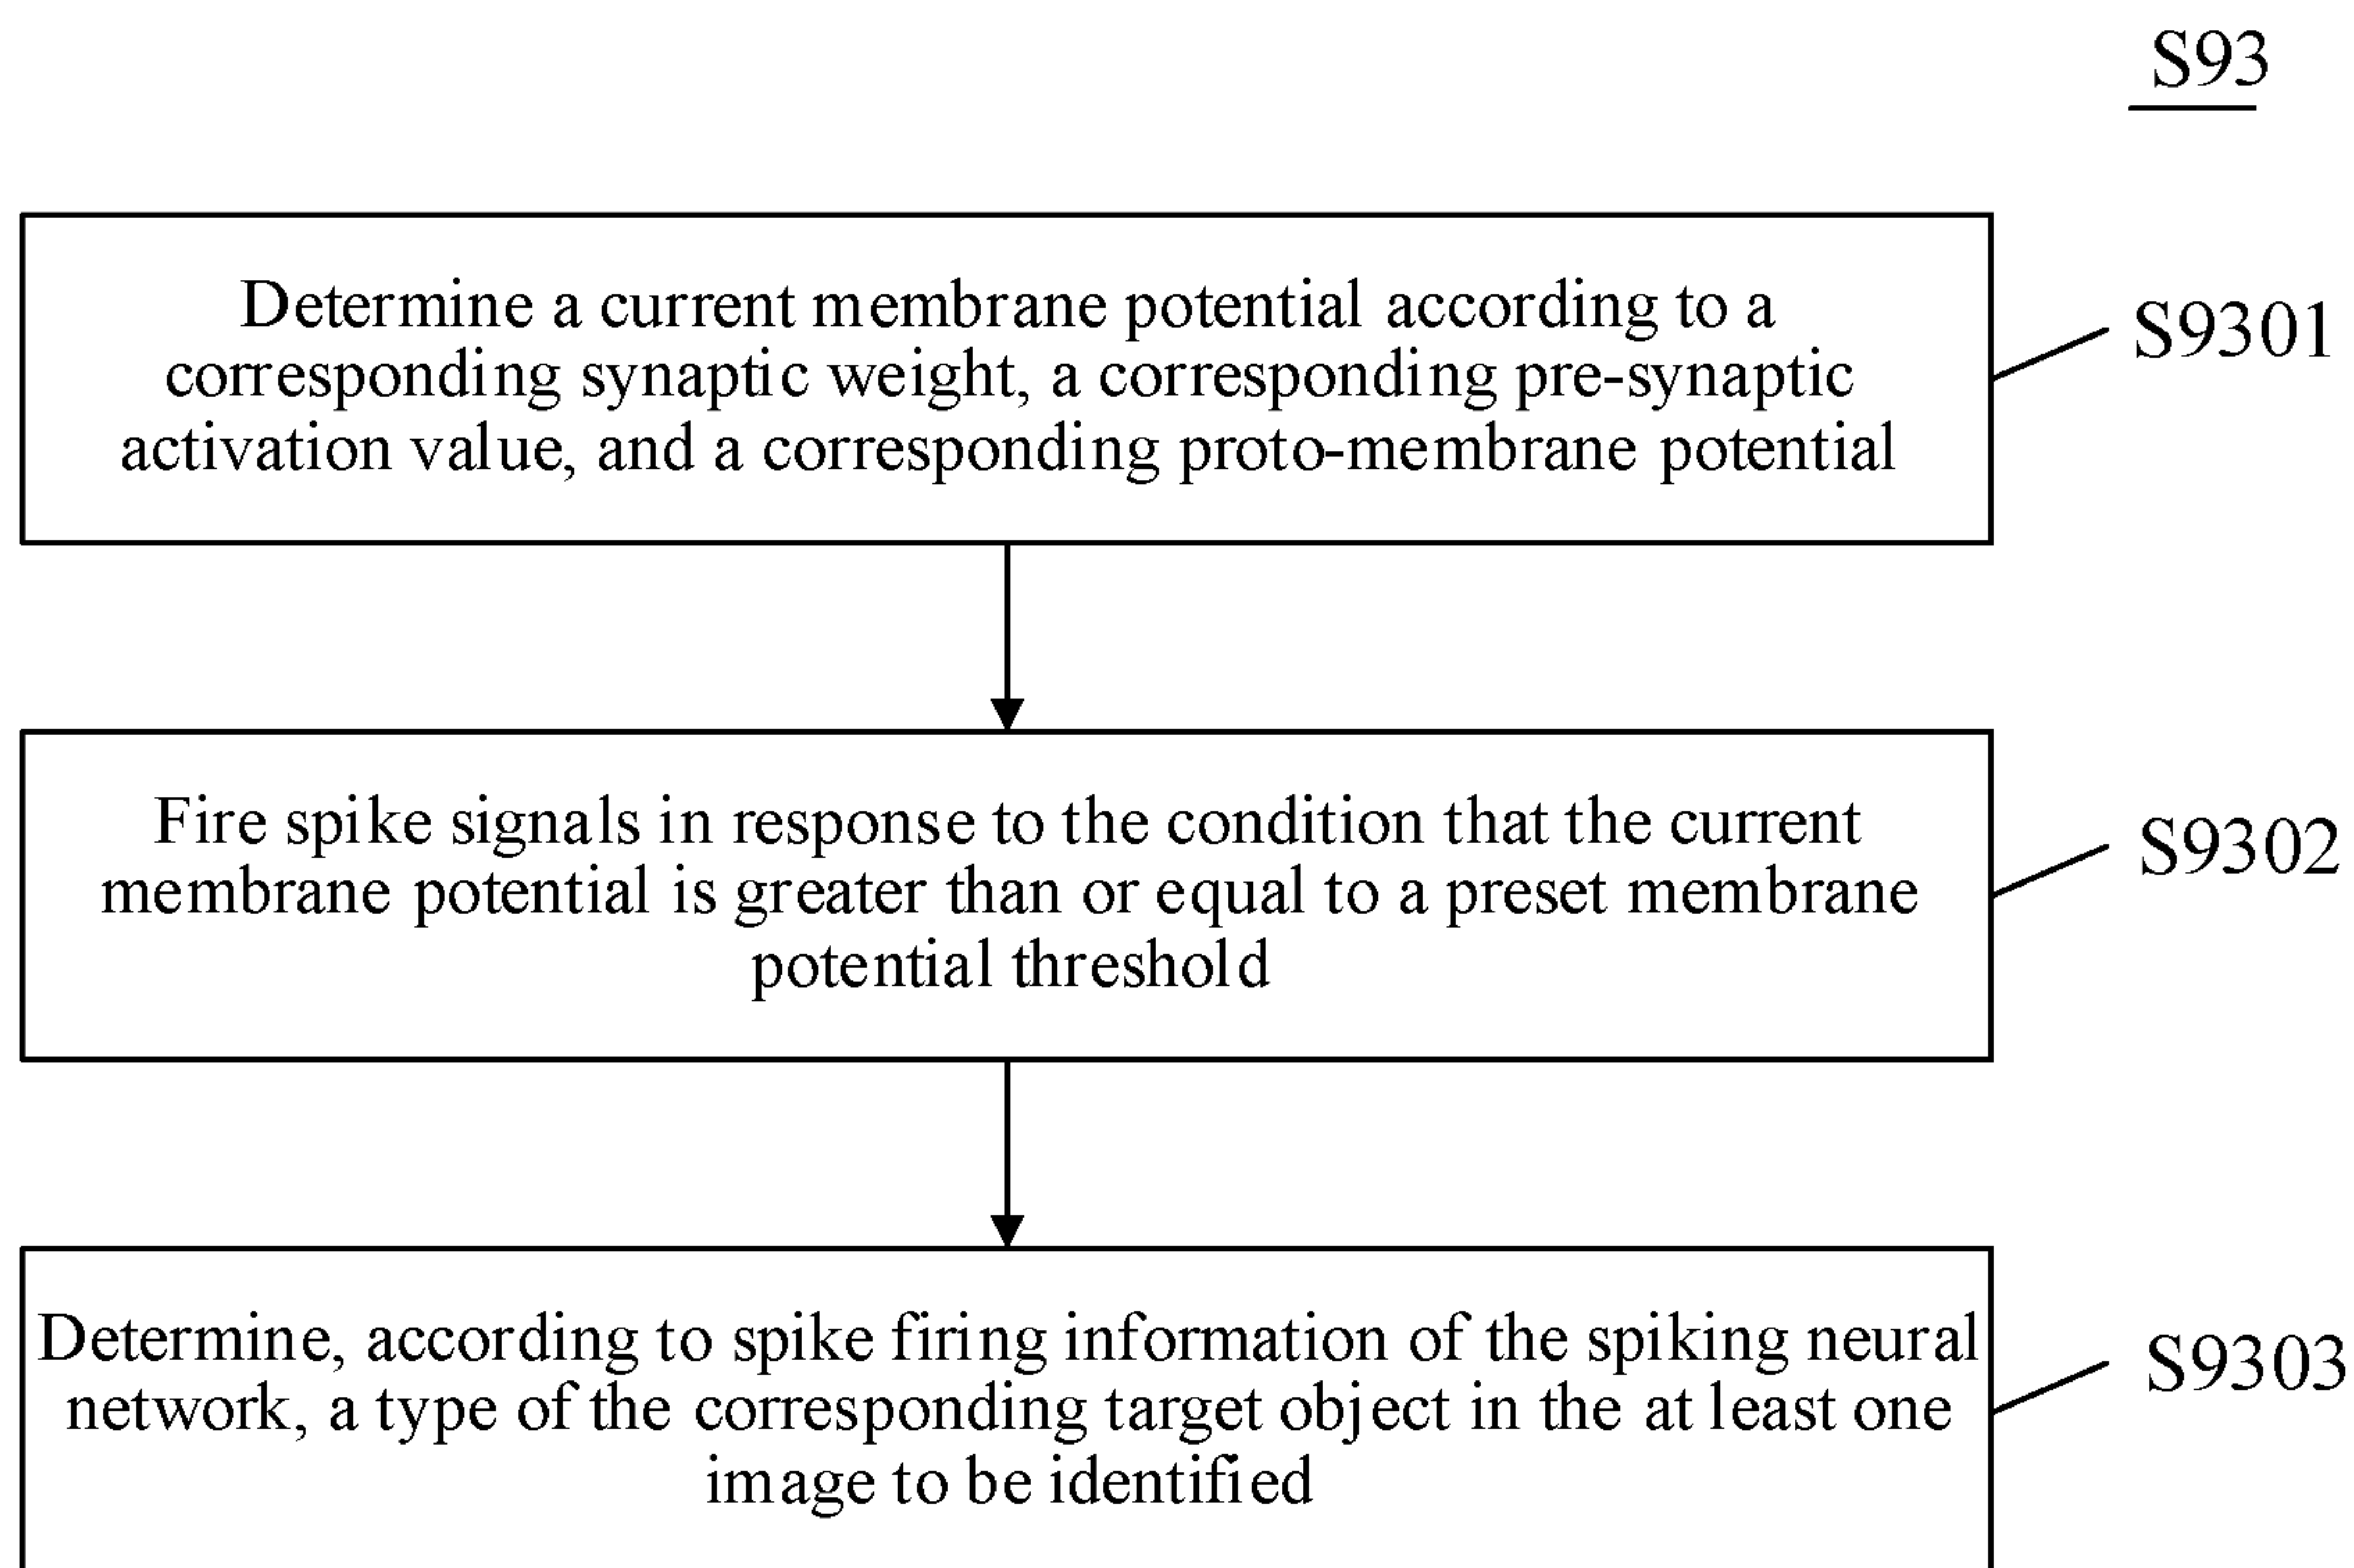 S93
Determine a current membrane potential according to a
corresponding synaptic weight, a corresponding pre-synaptic
activation value, and a corresponding proto-membrane potential
S9301
Fire spike signals in response to the condition that the current
membrane potential is greater than or equal to a preset membrane
potential threshold
S9302
Determine, according to spike firing information of the spiking neural
network, a type of the corresponding target object in the at least one
image to be identified
S9303